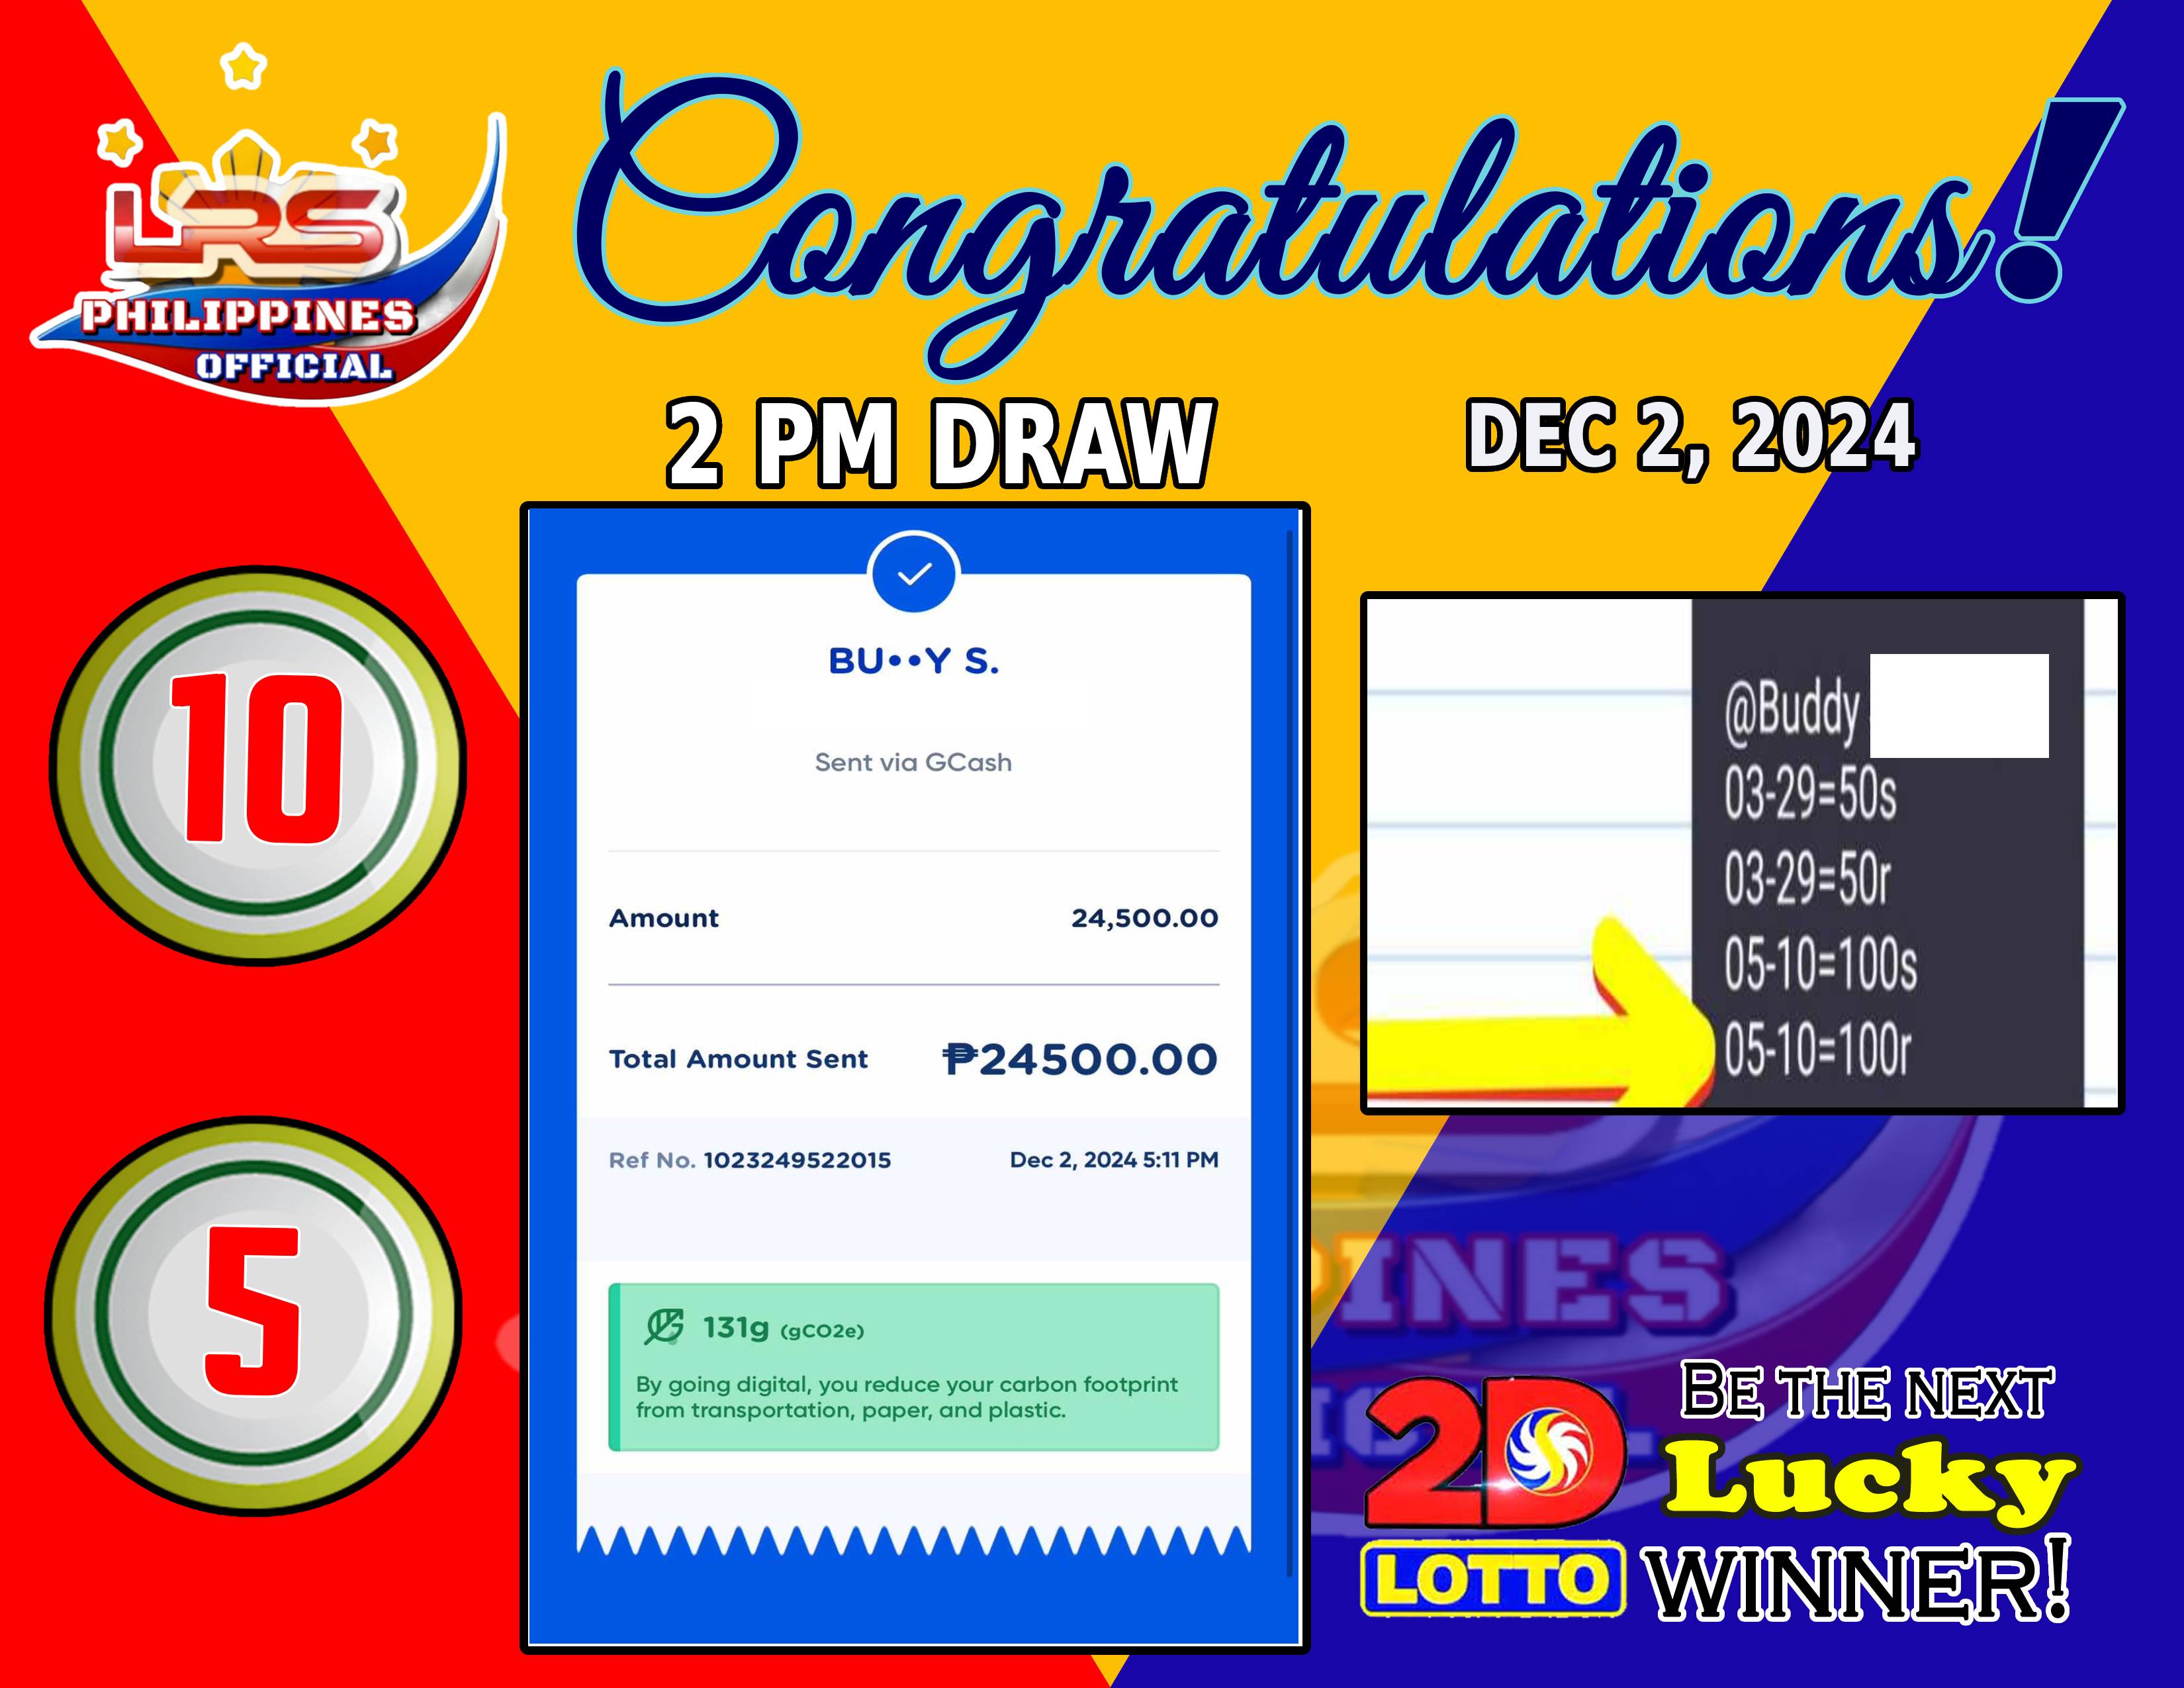 LRS
PHILIPPINES
OFFICIAL
Congratulations!
2 PM DRAW
DEC 2, 2024
10
5
BU••Y S.
Sent via GCash
Amount 24,500.00
Total Amount Sent ₱24500.00
Ref No. 1023249522015 Dec 2, 2024 5:11 PM
131g (gCO2e)
By going digital, you reduce your carbon footprint
from transportation, paper, and plastic.
@Buddy
03-29=50s
03-29=50r
05-10=100s
05-10=100r
PINES
2D
LOTTO
BE THE NEXT
Lucky
WINNER!